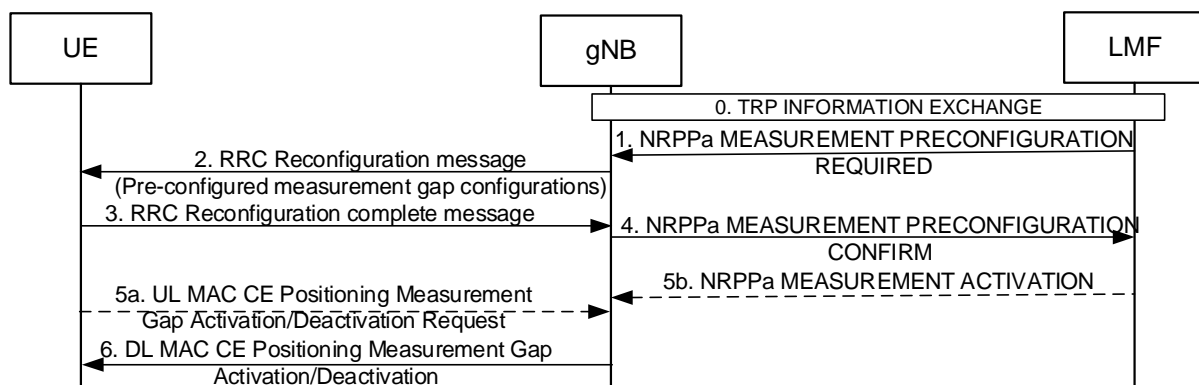 UE
gNB
LMF
0. TRP INFORMATION EXCHANGE
1. NRPPa MEASUREMENT PRECONFIGURATION
REQUIRED
2. RRC Reconfiguration message
(Pre-configured measurement gap configurations)
3. RRC Reconfiguration complete message
4. NRPPa MEASUREMENT PRECONFIGURATION
CONFIRM
5a. UL MAC CE Positioning Measurement
Gap Activation/Deactivation Request
5b. NRPPa MEASUREMENT ACTIVATION
6. DL MAC CE Positioning Measurement Gap
Activation/Deactivation